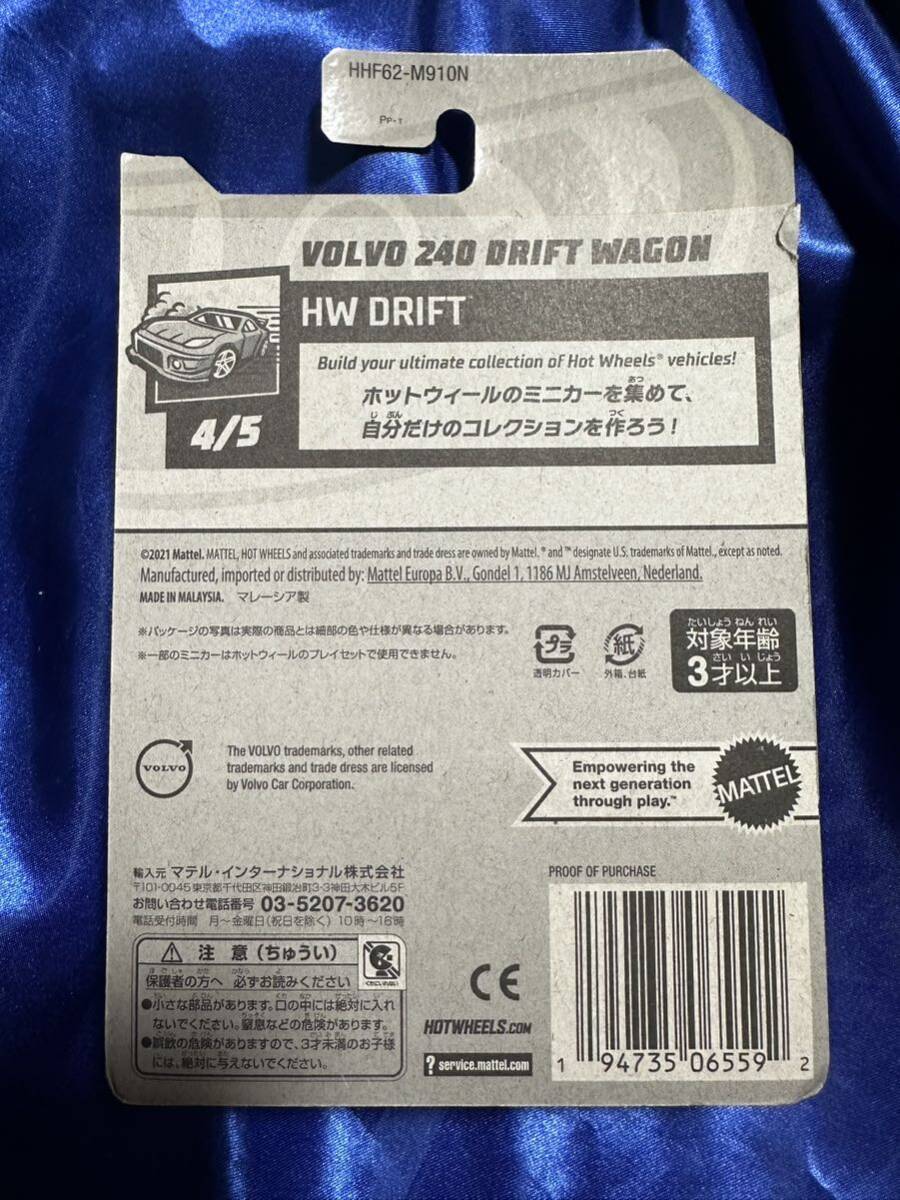 HHF62-M910N
PP-1
VOLVO 240 DRIFT WAGON
HW DRIFT™
4/5
Build your ultimate collection of Hot Wheels® vehicles!
ホットウィールのミニカーを集めて、
自分だけのコレクションを作ろう!
©2021 Mattel. MATTEL, HOT WHEELS and associated trademarks and trade dress are owned by Mattel. ® and ™ designate U.S. trademarks of Mattel., except as noted.
Manufactured, imported or distributed by: Mattel Europa B.V., Gondel 1, 1186 MJ Amstelveen, Nederland.
MADE IN MALAYSIA. マレーシア製
※パッケージの写真は実際の商品とは細部の色や仕様が異なる場合があります。
※一部のミニカーはホットウィールのプレイセットで使用できません。
プラ
透明カバー
紙
外箱、台紙
たいしょうねんれい
対象年齢
さいいじょう
3才以上
VOLVO
The VOLVO trademarks, other related
trademarks and trade dress are licensed
by Volvo Car Corporation.
Empowering the
next generation
through play.™
MATTEL
輸入元 マテル・インターナショナル株式会社
〒101-0045 東京都千代田区神田鍛冶町3-3神田大木ビル5F
お問い合わせ電話番号 03-5207-3620
電話受付時間 月~金曜日(祝日を除く) 10時~16時
注 意(ちゅうい)
保護者の方へ 必ずお読みください
●小さな部品があります。口の中には絶対に入れ
ないでください。窒息などの危険があります。
●誤飲の危険がありますので、3才未満のお子様
には、絶対に与えないでください。
CE
HOTWHEELS.COM
? service.mattel.com
PROOF OF PURCHASE
1 94735 06559 2